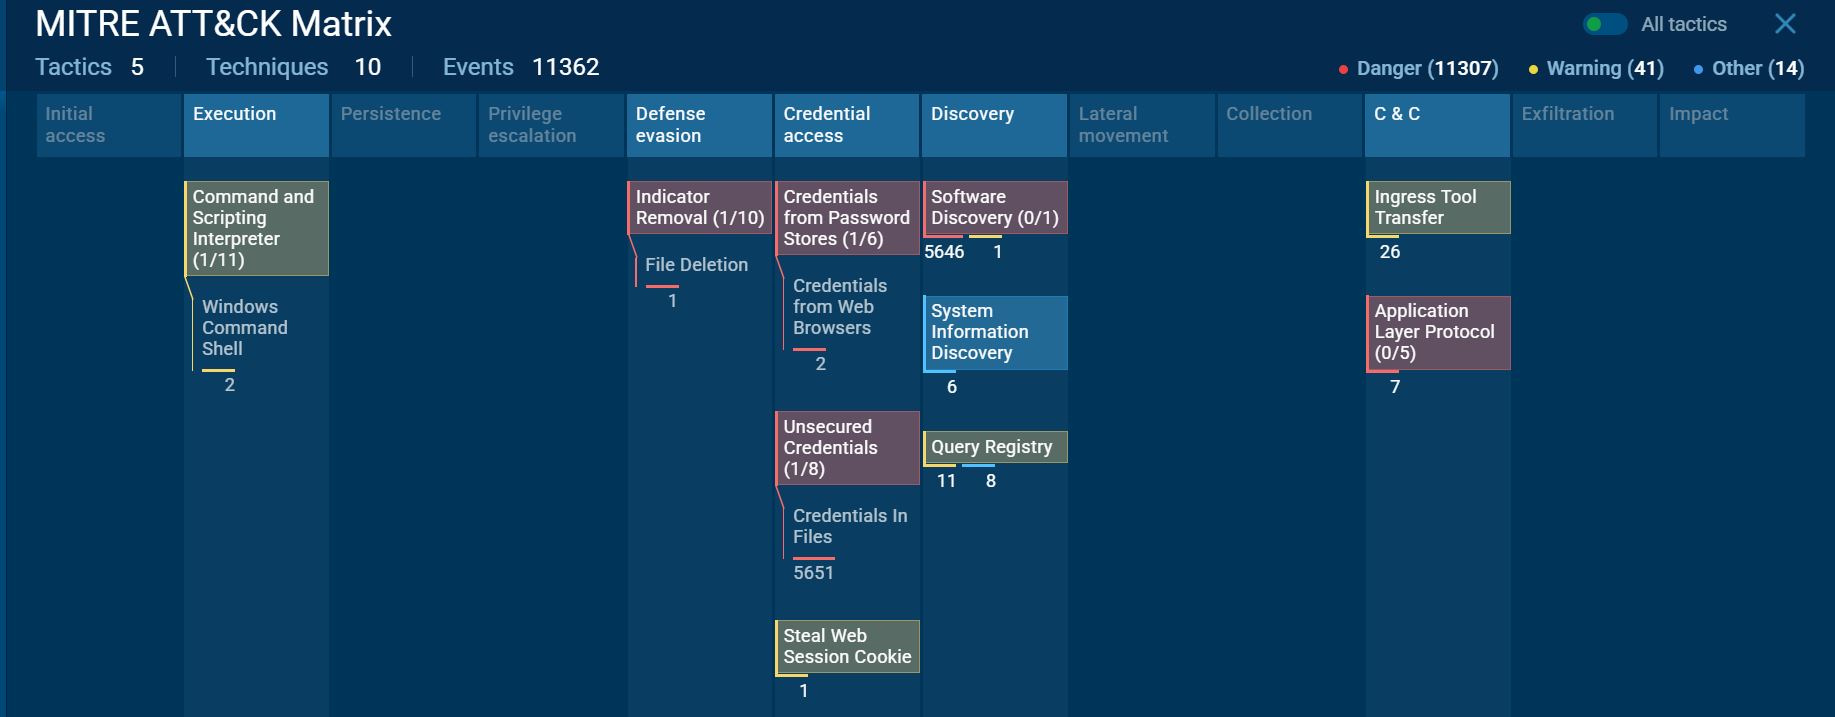 MITRE ATT&CK Matrix
All tactics
Tactics 5 Techniques 10 Events 11362
Danger (11307) Warning (41) Other (14)
Initial
access
Execution
Persistence
Privilege
escalation
Defense
evasion
Credential
access
Discovery
Lateral
movement
Collection
C & C
Exfiltration
Impact
Command and
Scripting
Interpreter
(1/11)
Windows
Command
Shell
2
Indicator
Removal (1/10)
File Deletion
1
Credentials
from Password
Stores (1/6)
Credentials
from Web
Browsers
2
Unsecured
Credentials
(1/8)
Credentials In
Files
5651
Steal Web
Session Cookie
1
Software
Discovery (0/1)
5646 1
System
Information
Discovery
6
Query Registry
11 8
Ingress Tool
Transfer
26
Application
Layer Protocol
(0/5)
7